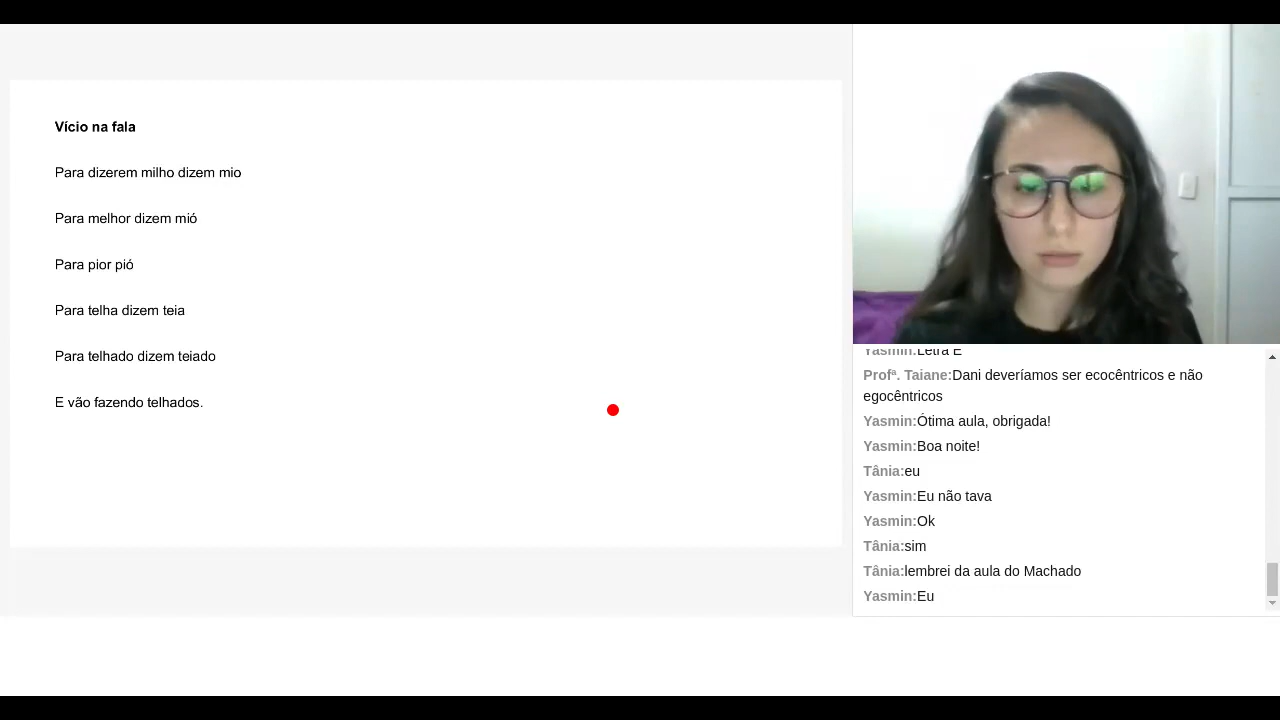 Vício na fala
Para dizerem milho dizem mio
Para melhor dizem mió
Para pior pió
Para telha dizem teia
Para telhado dizem teiado
E vão fazendo telhados.
Yasmin:Letra E
Profª. Taiane:Dani deveríamos ser ecocêntricos e não
egocêntricos
Yasmin:Ótima aula, obrigada!
Yasmin:Boa noite!
Tânia:eu
Yasmin:Eu não tava
Yasmin:Ok
Tânia:sim
Tânia:lembrei da aula do Machado
Yasmin:Eu